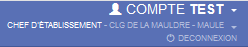 COMPTE TEST
CHEF D'ÉTABLISSEMENT - CLG DE LA MAULDRE - MAULE
DECONNEXION